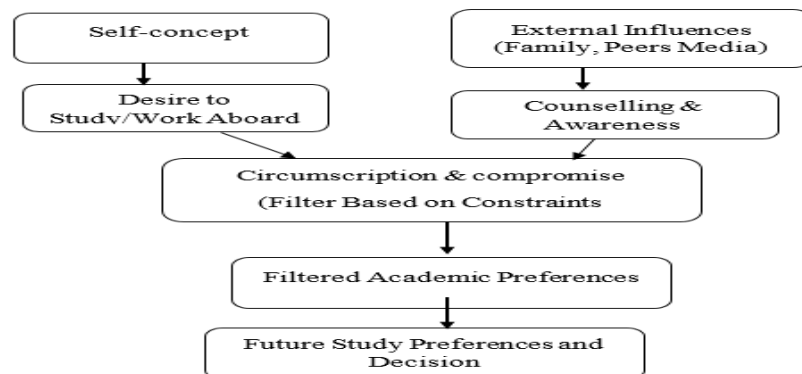 Self-concept
External Influences
(Family, Peers Media)
Desire to
Study/Work Aboard
Counselling &
Awareness
Circumscription & compromise
(Filter Based on Constraints
Filtered Academic Preferences
Future Study Preferences and
Decision